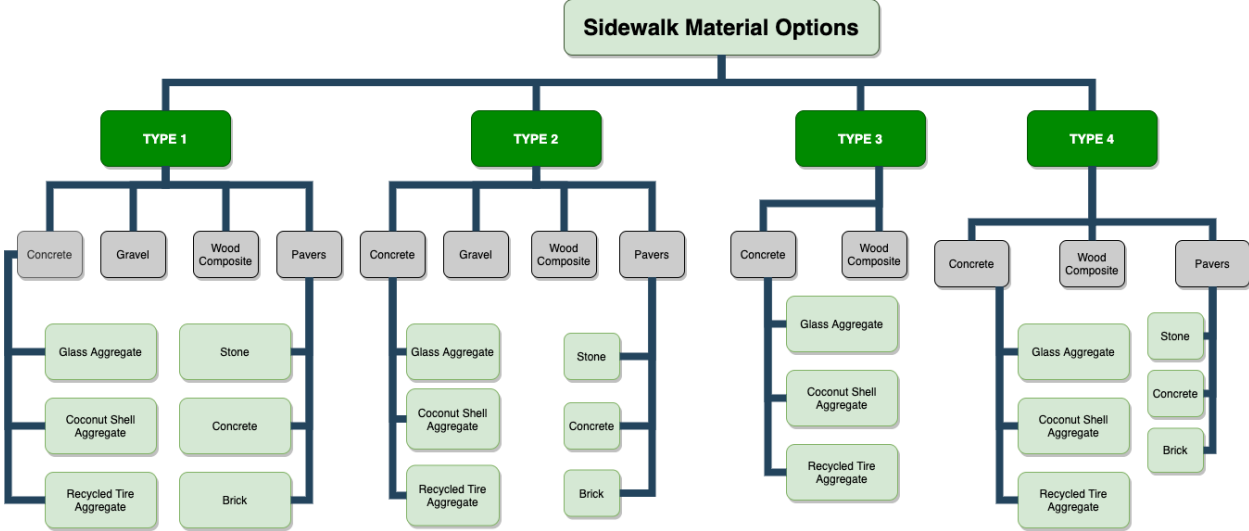 Sidewalk Material Options
TYPE 1
TYPE 2
TYPE 3
TYPE 4
Concrete
Gravel
Wood
Composite
Pavers
Concrete
Gravel
Wood
Composite
Pavers
Concrete
Wood
Composite
Concrete
Wood
Composite
Pavers
Glass Aggregate
Coconut Shell
Aggregate
Recycled Tire
Aggregate
Stone
Concrete
Brick
Glass Aggregate
Coconut Shell
Aggregate
Recycled Tire
Aggregate
Stone
Concrete
Brick
Glass Aggregate
Coconut Shell
Aggregate
Recycled Tire
Aggregate
Glass Aggregate
Coconut Shell
Aggregate
Recycled Tire
Aggregate
Stone
Concrete
Brick